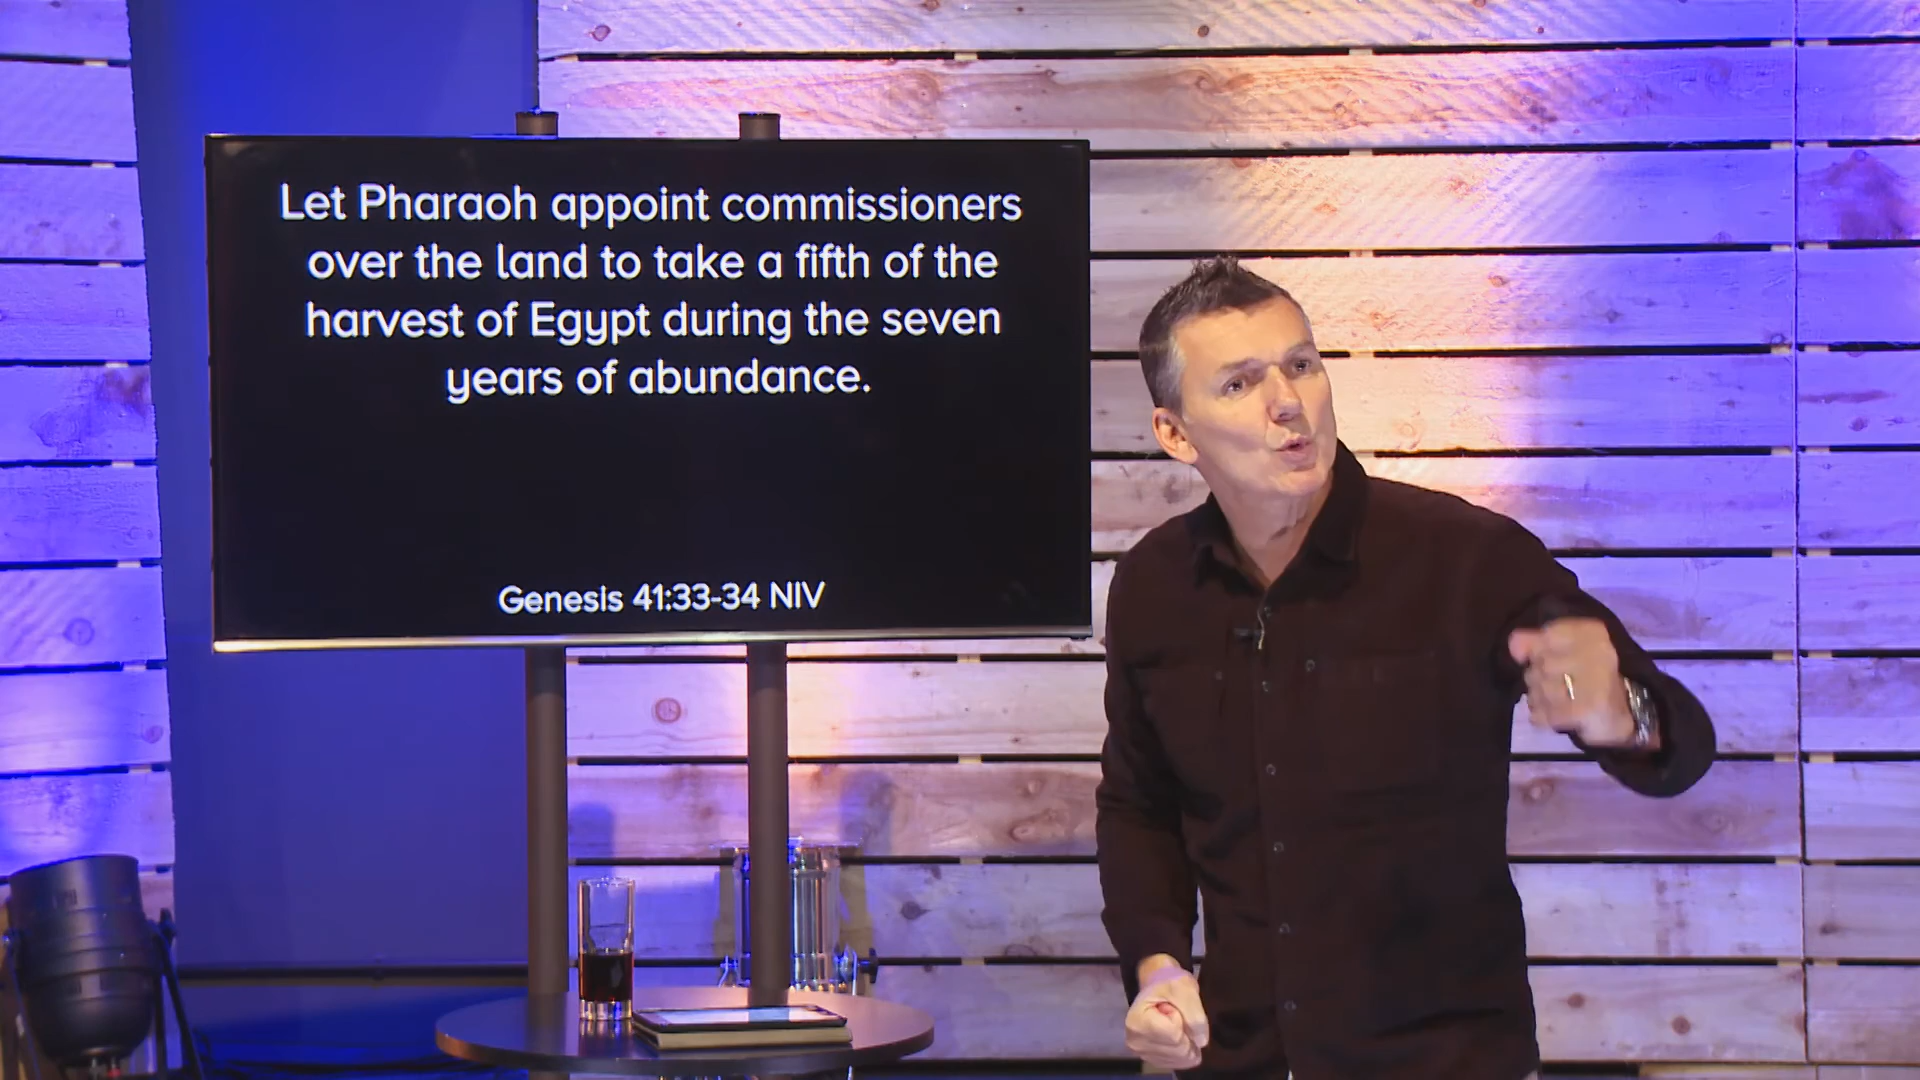 Let Pharaoh appoint commissioners
over the land to take a fifth of the
harvest of Egypt during the seven
years of abundance.
Genesis 41:33-34 NIV